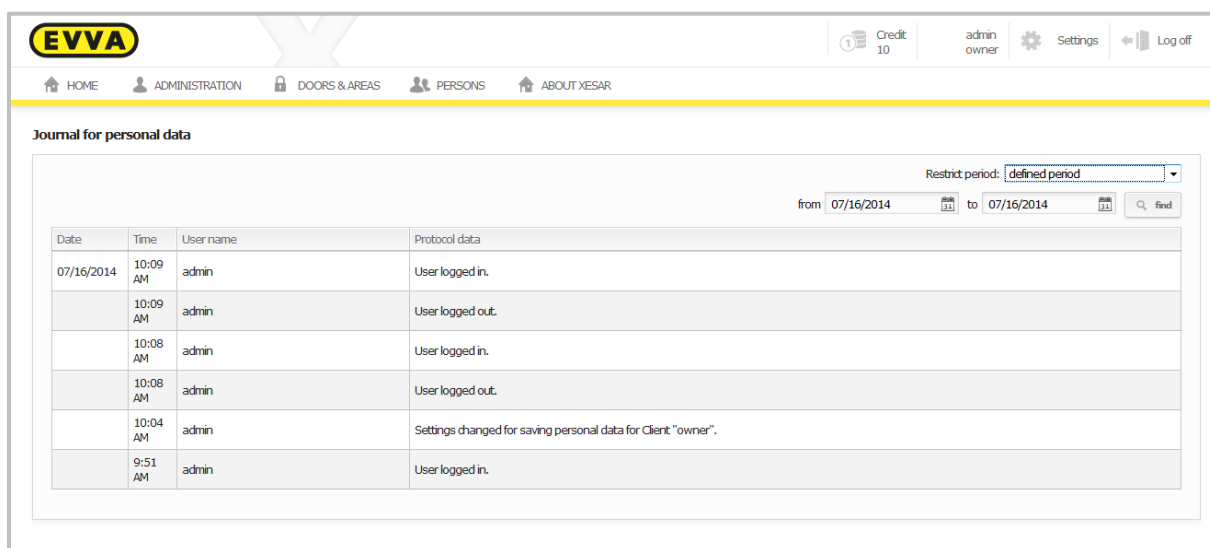 EVVA
Credit
10
admin
owner
Settings
Log off
HOME ADMINISTRATION DOORS & AREAS PERSONS ABOUT XESAR
Journal for personal data
Restrict period: defined period
from 07/16/2014 31 to 07/16/2014 31 find
Date Time User name Protocol data
07/16/2014 10:09 AM admin User logged in.
10:09 AM admin User logged out.
10:08 AM admin User logged in.
10:08 AM admin User logged out.
10:04 AM admin Settings changed for saving personal data for Client "owner".
9:51 AM admin User logged in.